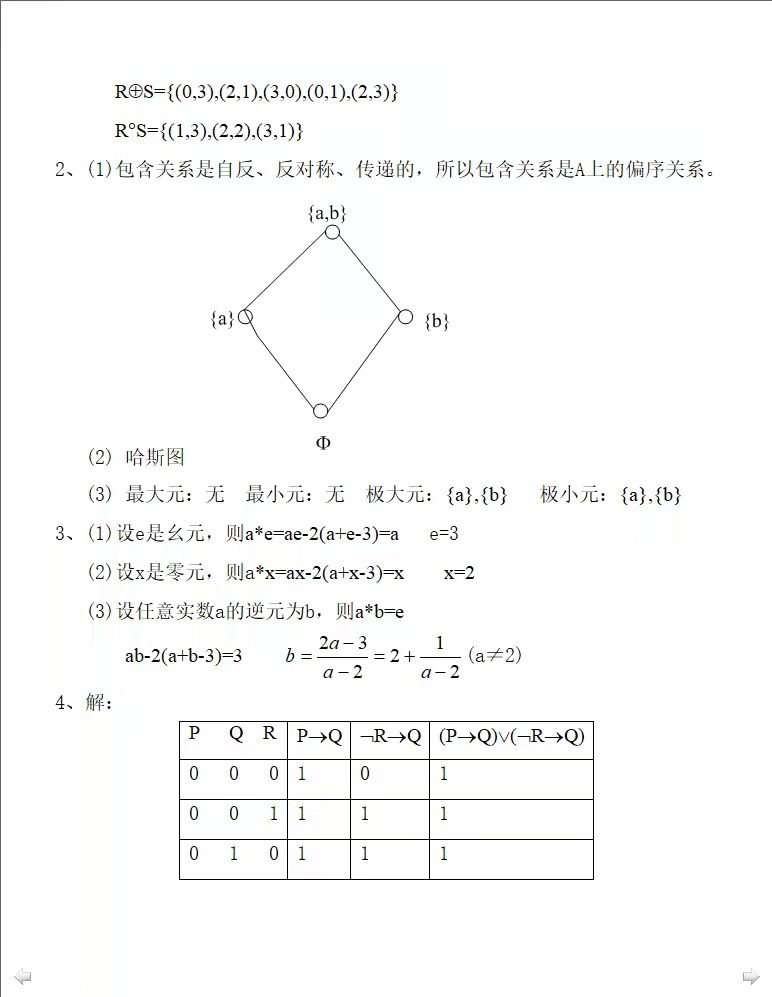 R⊕S={(0,3),(2,1),(3,0),(0,1),(2,3)}
R°S={(1,3),(2,2),(3,1)}
2、(1)包含关系是自反、反对称、传递的，所以包含关系是A上的偏序关系。
{a,b}
{a} {b}
Φ
(2) 哈斯图
(3) 最大元：无 最小元：无 极大元：{a},{b} 极小元：{a},{b}
3、(1)设e是幺元，则a*e=ae-2(a+e-3)=a e=3
(2)设x是零元，则a*x=ax-2(a+x-3)=x x=2
(3)设任意实数a的逆元为b，则a*b=e
ab-2(a+b-3)=3 b = (2a-3)/(a-2) = 2 + 1/(a-2) (a≠2)
4、解：
P Q R P→Q ¬R→Q (P→Q)∨(¬R→Q)
0 0 0 1 0 1
0 0 1 1 1 1
0 1 0 1 1 1